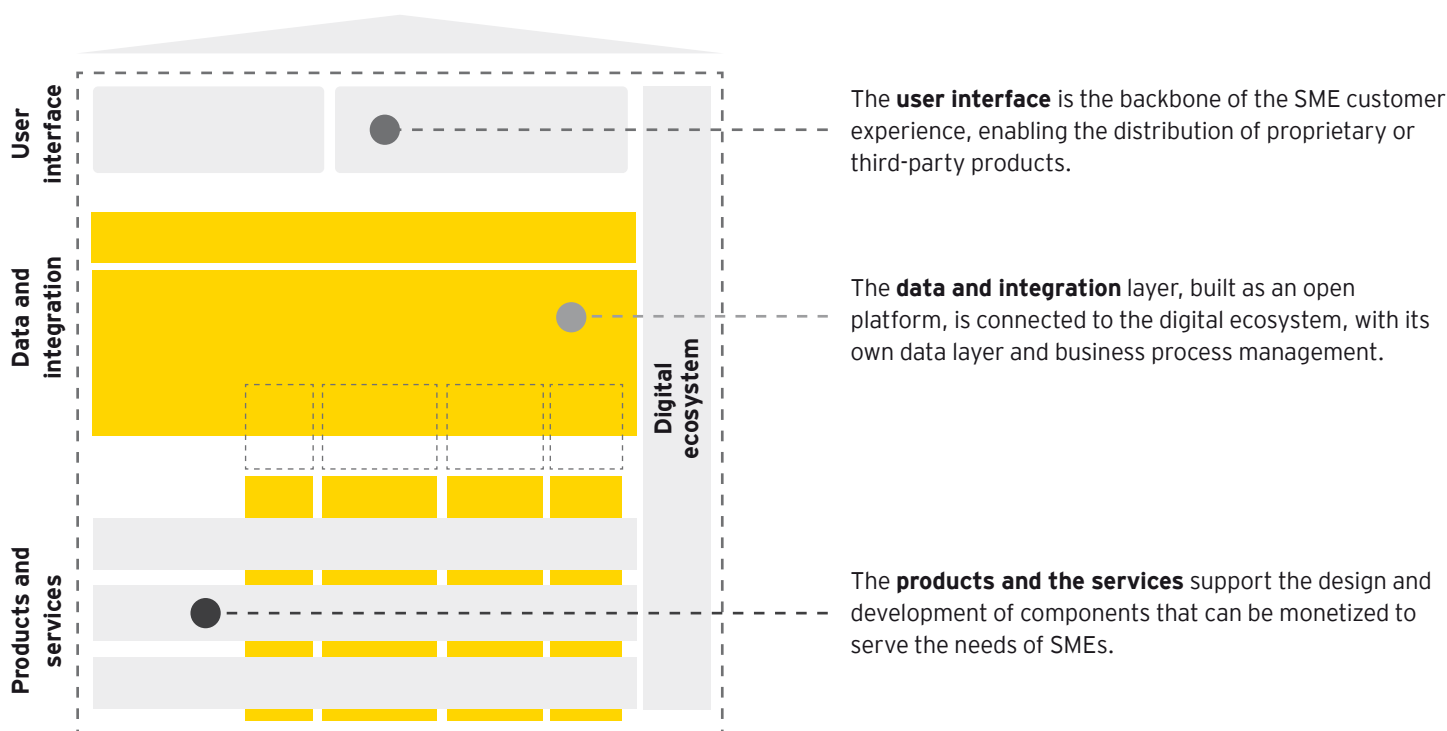 User
interface
The user interface is the backbone of the SME customer
experience, enabling the distribution of proprietary or
third-party products.
Data and
integration
The data and integration layer, built as an open
platform, is connected to the digital ecosystem, with its
own data layer and business process management.
Digital
ecosystem
Products and
services
The products and the services support the design and
development of components that can be monetized to
serve the needs of SMEs.